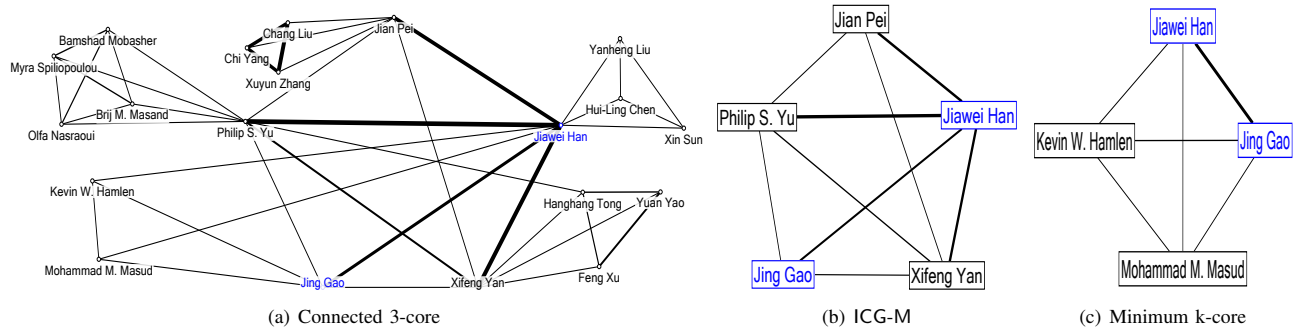 Bamshad Mobasher
Myra Spiliopoulou
Brij M. Masand
Olfa Nasraoui
Chang Liu
Chi Yang
Xuyun Zhang
Jian Pei
Philip S. Yu
Yanheng Liu
Hui-Ling Chen
Jiawei Han
Xin Sun
Kevin W. Hamlen
Mohammad M. Masud
Jing Gao
Xifeng Yan
Hanghang Tong
Yuan Yao
Feng Xu
(a) Connected 3-core
Jian Pei
Philip S. Yu
Jiawei Han
Jing Gao
Xifeng Yan
(b) ICG-M
Jiawei Han
Kevin W. Hamlen
Jing Gao
Mohammad M. Masud
(c) Minimum k-core